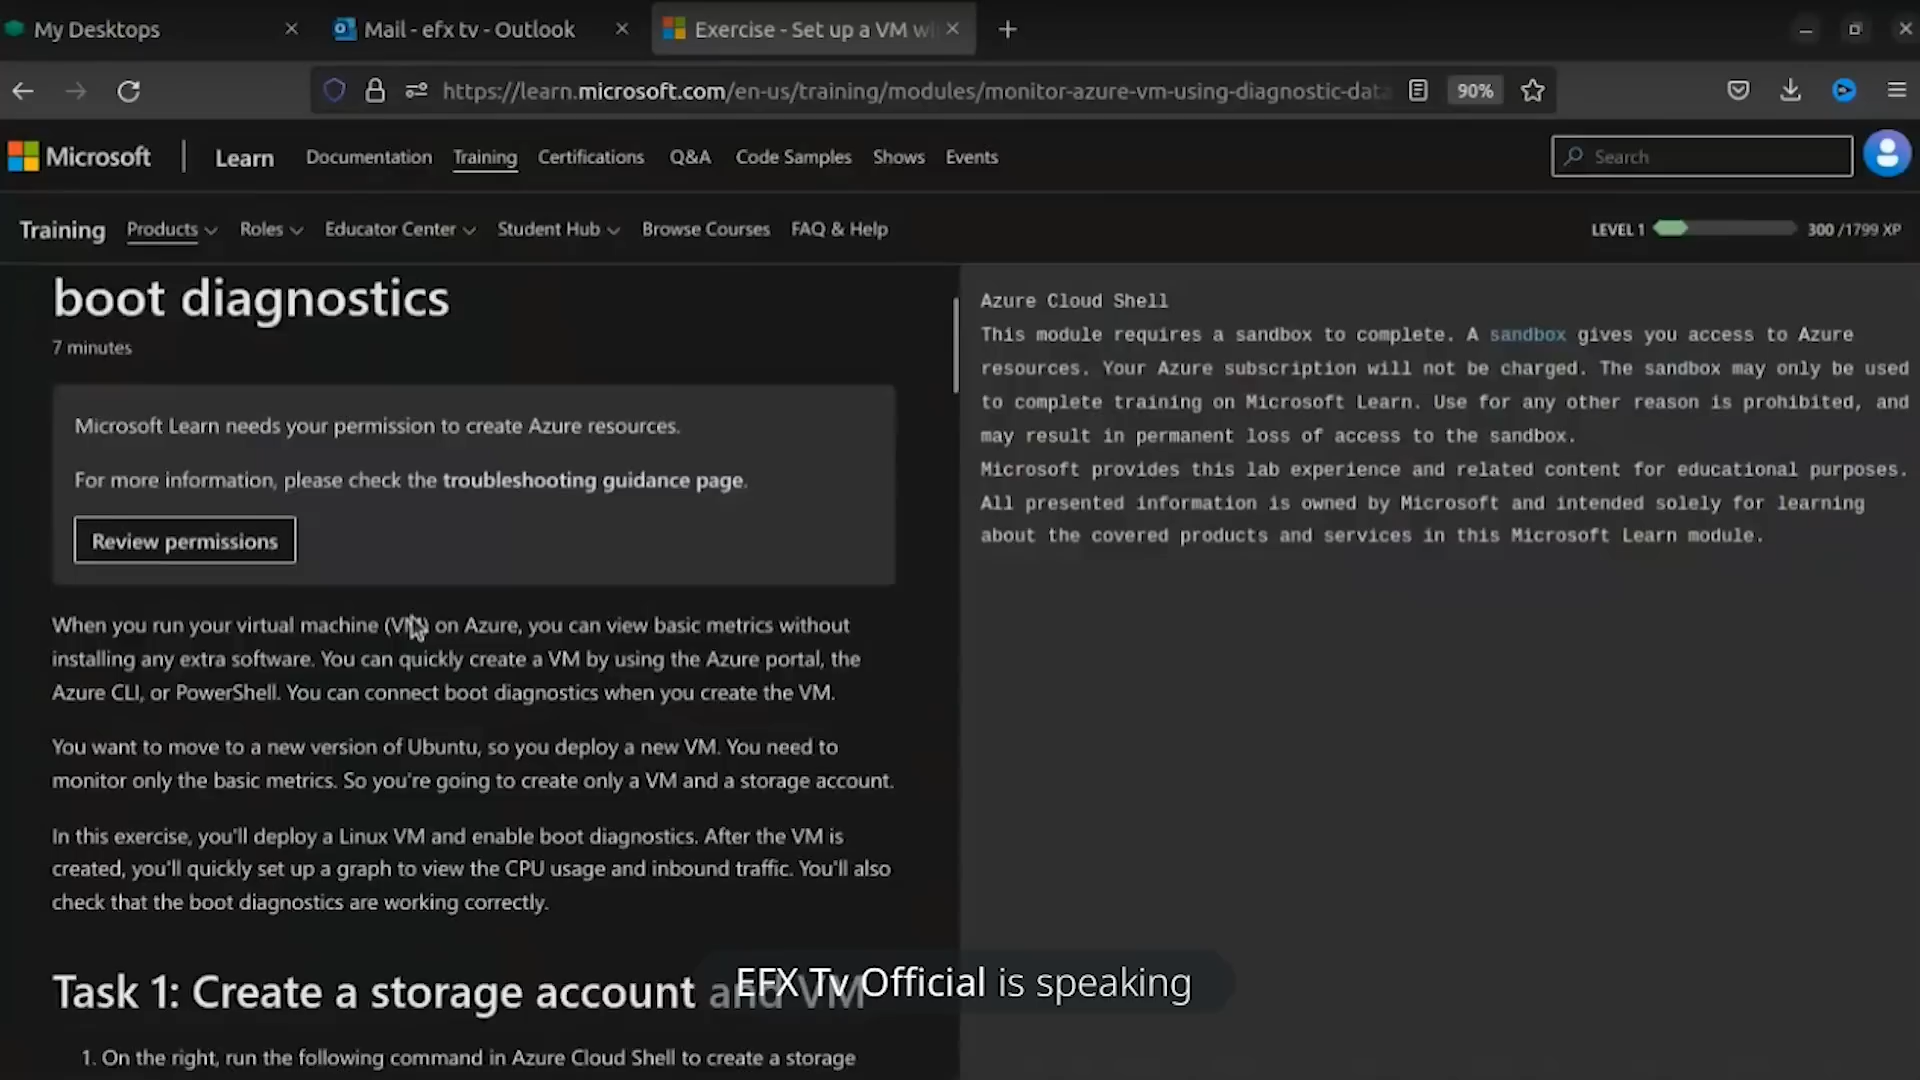 My Desktops
Mail - efx tv - Outlook
Exercise - Set up a VM wi
https://learn.microsoft.com/en-us/training/modules/monitor-azure-vm-using-diagnostic-data
90%
Microsoft
Learn
Documentation
Training
Certifications
Q&A
Code Samples
Shows
Events
Search
Training
Products
Roles
Educator Center
Student Hub
Browse Courses
FAQ & Help
LEVEL 1
300 /1799 XP
boot diagnostics
7 minutes
Microsoft Learn needs your permission to create Azure resources.
For more information, please check the troubleshooting guidance page.
Review permissions
When you run your virtual machine (VM) on Azure, you can view basic metrics without
installing any extra software. You can quickly create a VM by using the Azure portal, the
Azure CLI, or PowerShell. You can connect boot diagnostics when you create the VM.
You want to move to a new version of Ubuntu, so you deploy a new VM. You need to
monitor only the basic metrics. So you're going to create only a VM and a storage account.
In this exercise, you'll deploy a Linux VM and enable boot diagnostics. After the VM is
created, you'll quickly set up a graph to view the CPU usage and inbound traffic. You'll also
check that the boot diagnostics are working correctly.
Task 1: Create a storage account and VM
1. On the right, run the following command in Azure Cloud Shell to create a storage
Azure Cloud Shell
This module requires a sandbox to complete. A sandbox gives you access to Azure
resources. Your Azure subscription will not be charged. The sandbox may only be used
to complete training on Microsoft Learn. Use for any other reason is prohibited, and
may result in permanent loss of access to the sandbox.
Microsoft provides this lab experience and related content for educational purposes.
All presented information is owned by Microsoft and intended solely for learning
about the covered products and services in this Microsoft Learn module.
EFX Tv Official is speaking